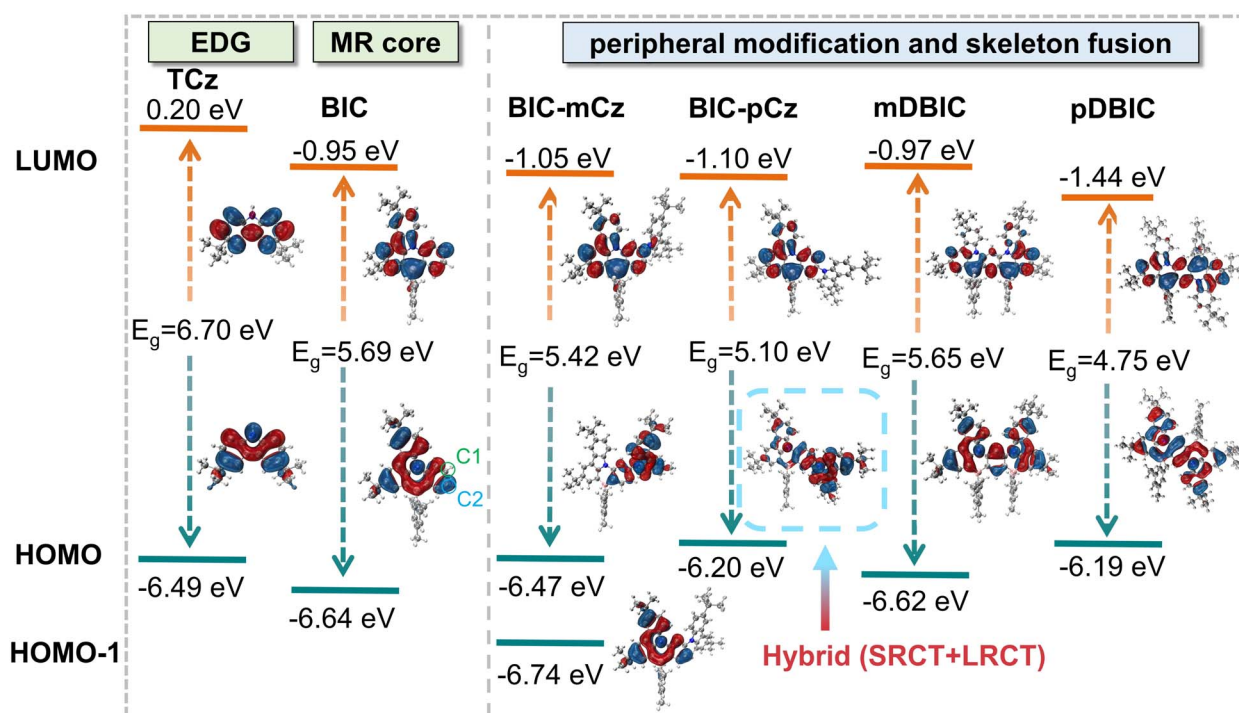 EDG
MR core
peripheral modification and skeleton fusion
TCz
0.20 eV
BIC
-0.95 eV
BIC-mCz
-1.05 eV
BIC-pCz
-1.10 eV
mDBIC
-0.97 eV
pDBIC
-1.44 eV
LUMO
Eg=6.70 eV
Eg=5.69 eV
Eg=5.42 eV
Eg=5.10 eV
Eg=5.65 eV
Eg=4.75 eV
C1
C2
HOMO
-6.49 eV
-6.64 eV
-6.47 eV
-6.20 eV
-6.62 eV
-6.19 eV
HOMO-1
-6.74 eV
Hybrid (SRCT+LRCT)